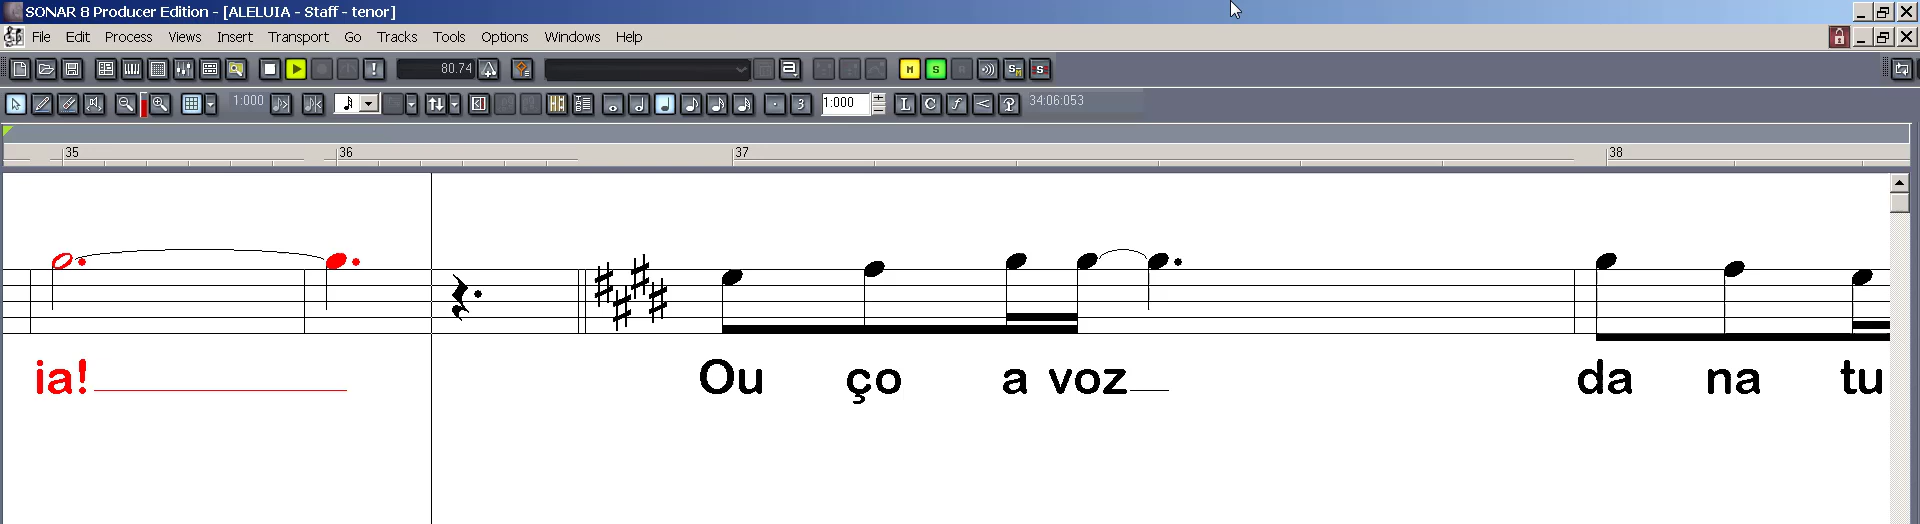 SONAR 8 Producer Edition - [ALELUIA - Staff - tenor]
File Edit Process Views Insert Transport Go Tracks Tools Options Windows Help
80.74 M S
1:000 3 1:000 L C f < 34:06:053
35 36 37 38
ia! Ou ço a voz da na tu